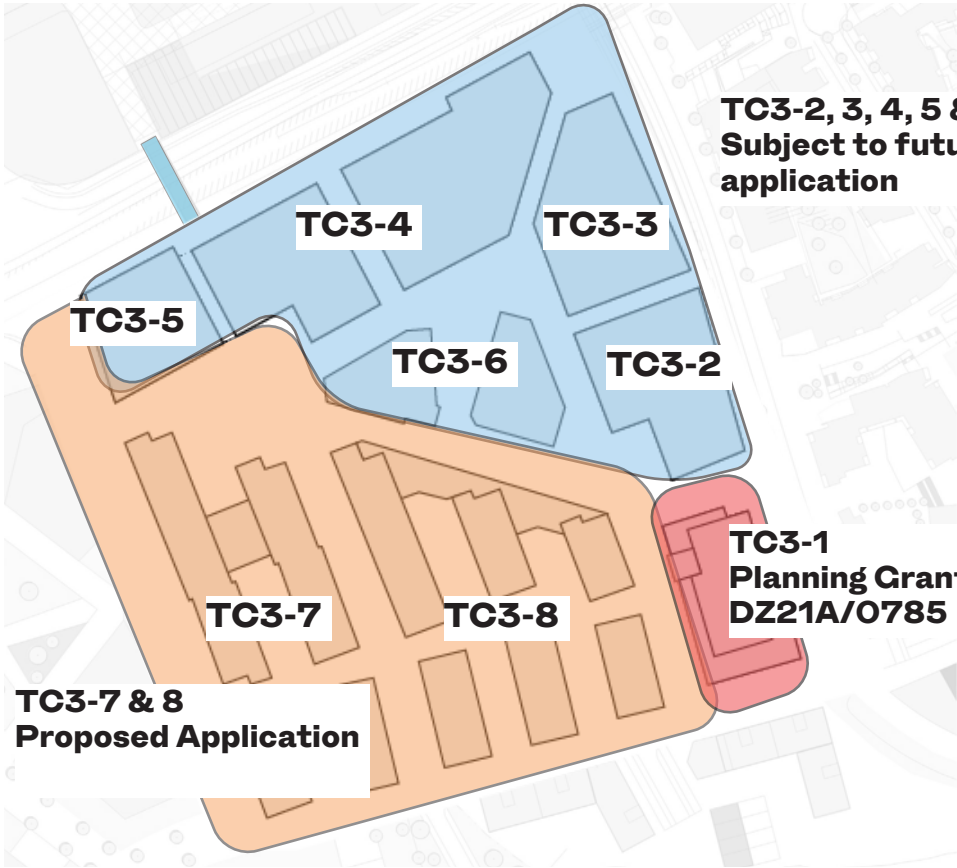 TC3-2, 3, 4, 5 &
Subject to
application
TC3-4
TC3-3
TC3-5
TC3-6
TC3-2
TC3-1
Planning
DZ21A/0785
TC3-7
TC3-8
TC3-7 & 8
Proposed Application